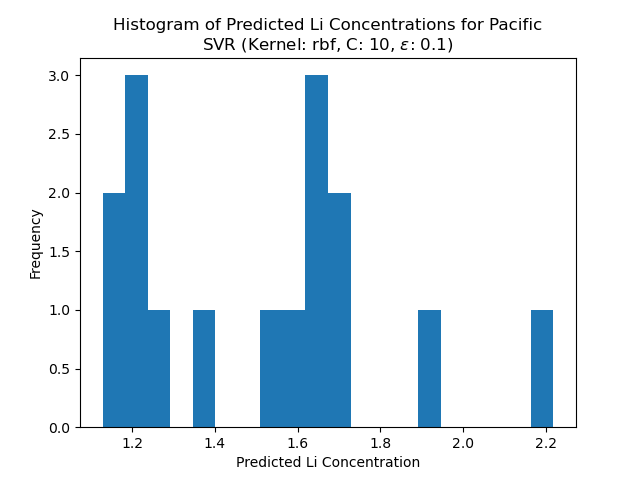 Histogram of Predicted Li Concentrations for Pacific
SVR (Kernel: rbf, C: 10, ε: 0.1)
3.0
2.5
2.0
1.5
1.0
0.5
0.0
Frequency
1.2 1.4 1.6 1.8 2.0 2.2
Predicted Li Concentration